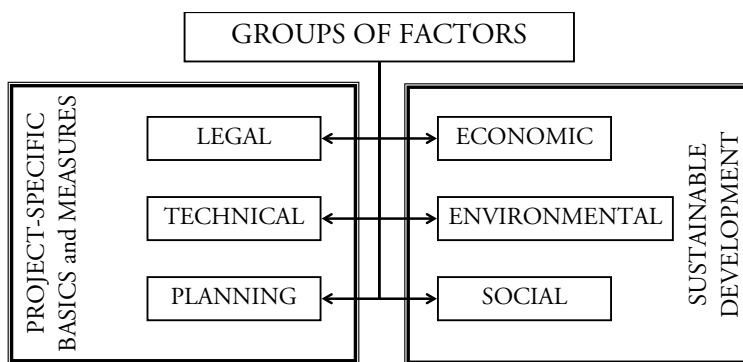 GROUPS OF FACTORS
PROJECT-SPECIFIC
BASICS and MEASURES
LEGAL
TECHNICAL
PLANNING
ECONOMIC
ENVIRONMENTAL
SOCIAL
SUSTAINABLE
DEVELOPMENT